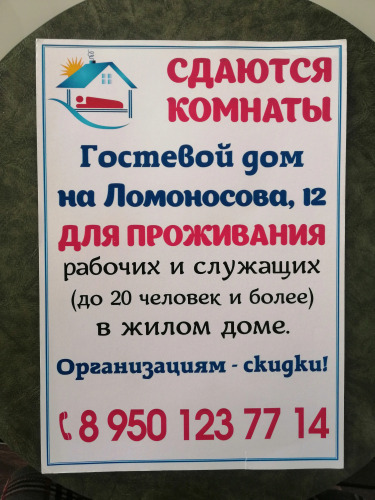 СДАЮТСЯ
КОМНАТЫ
Гостевой дом
на Ломоносова, 12
ДЛЯ ПРОЖИВАНИЯ
рабочих и служащих
(до 20 человек и более)
в жилом доме.
Организациям - скидки!
8 950 123 77 14